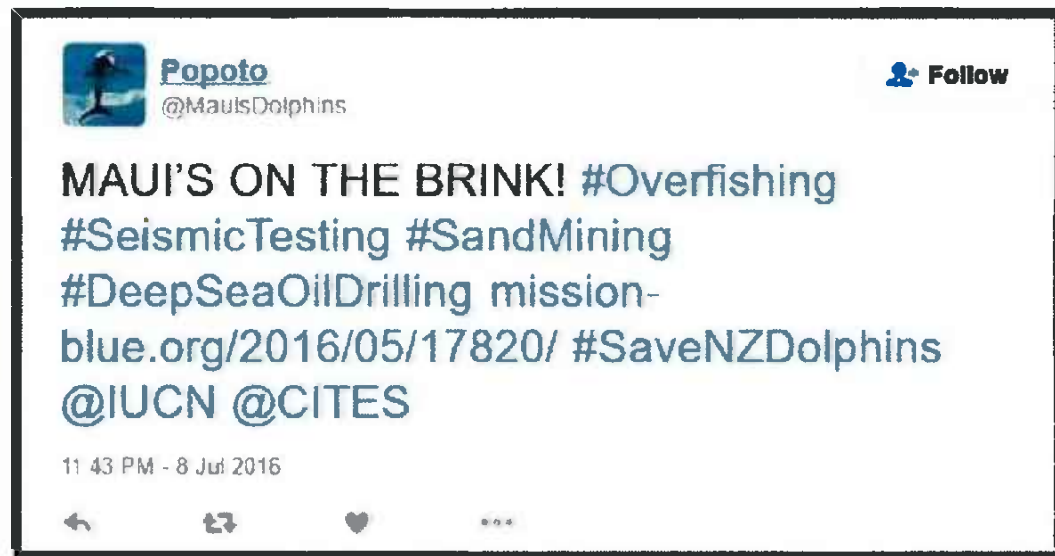 Popoto
@MauisDolphins
Follow
MAUI'S ON THE BRINK! #Overfishing
#SeismicTesting #SandMining
#DeepSeaOilDrilling mission-
blue.org/2016/05/17820/ #SaveNZDolphins
@IUCN @CITES
11 43 PM - 8 Jul 2016